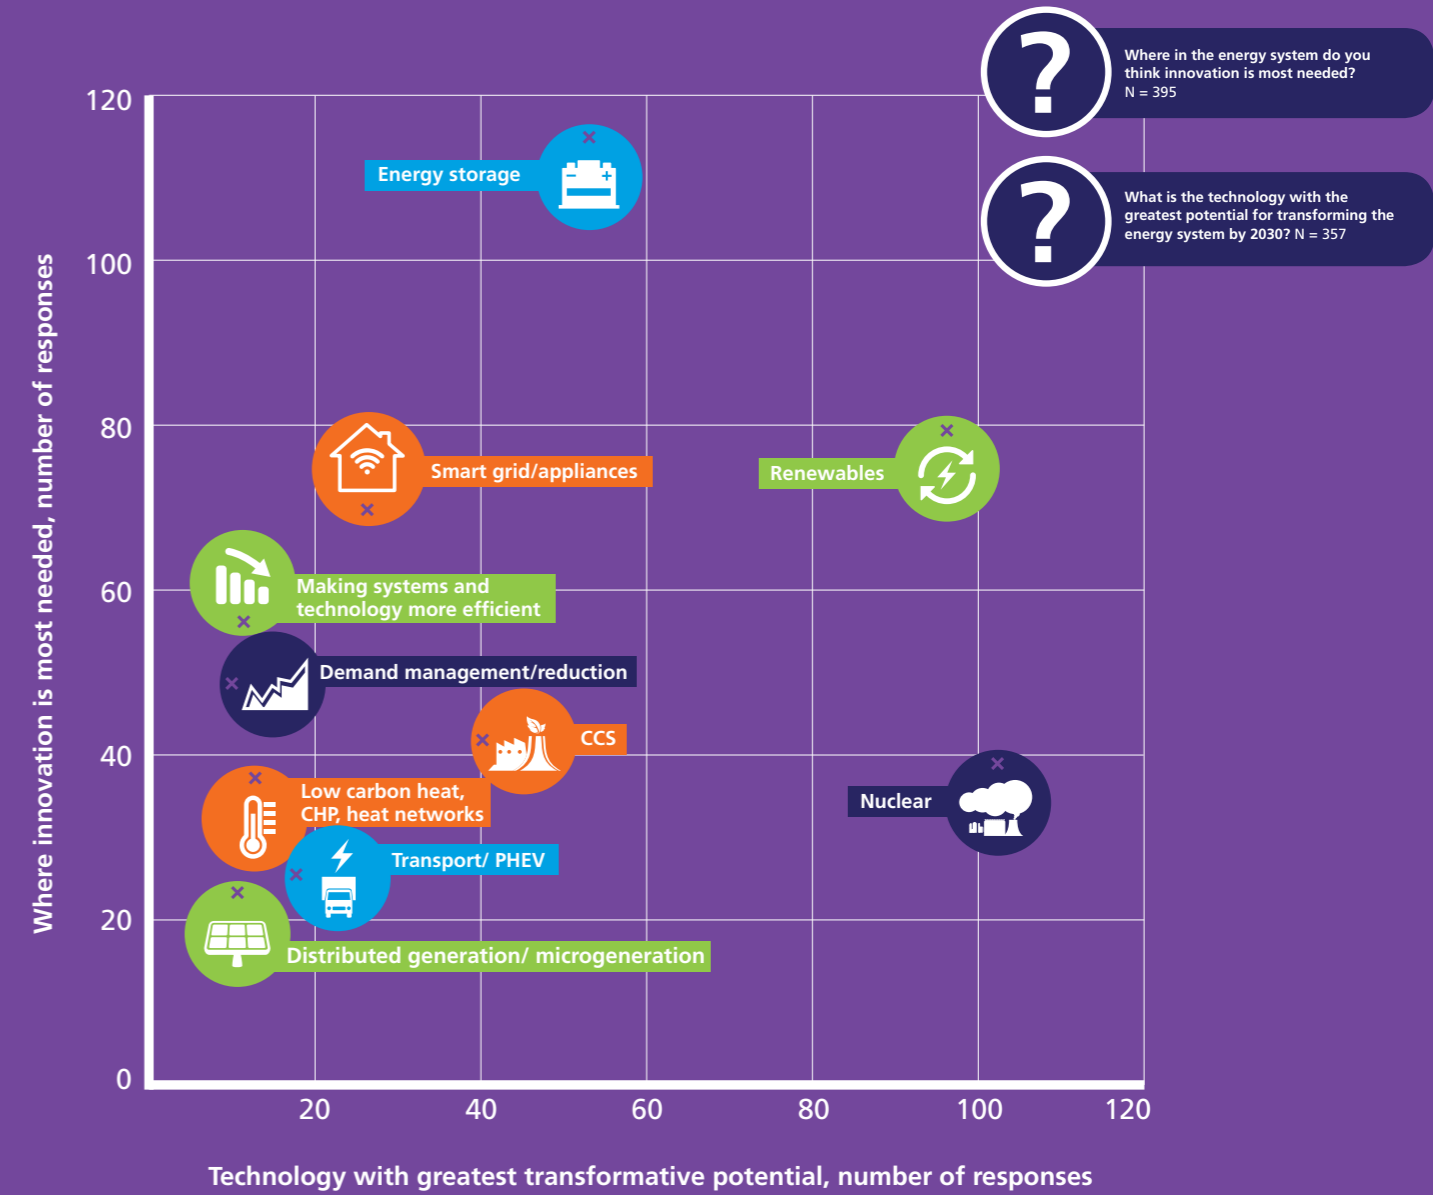 ?
Where in the energy system do you
think innovation is most needed?
N = 395
?
What is the technology with the
greatest potential for transforming the
energy system by 2030? N = 357
Where innovation is most needed, number of responses
120
100
80
60
40
20
0
Energy storage
Smart grid/appliances
Renewables
Making systems and
technology more efficient
Demand management/reduction
CCS
Low carbon heat,
CHP, heat networks
Nuclear
Transport/ PHEV
Distributed generation/ microgeneration
20
40
60
80
100
120
Technology with greatest transformative potential, number of responses